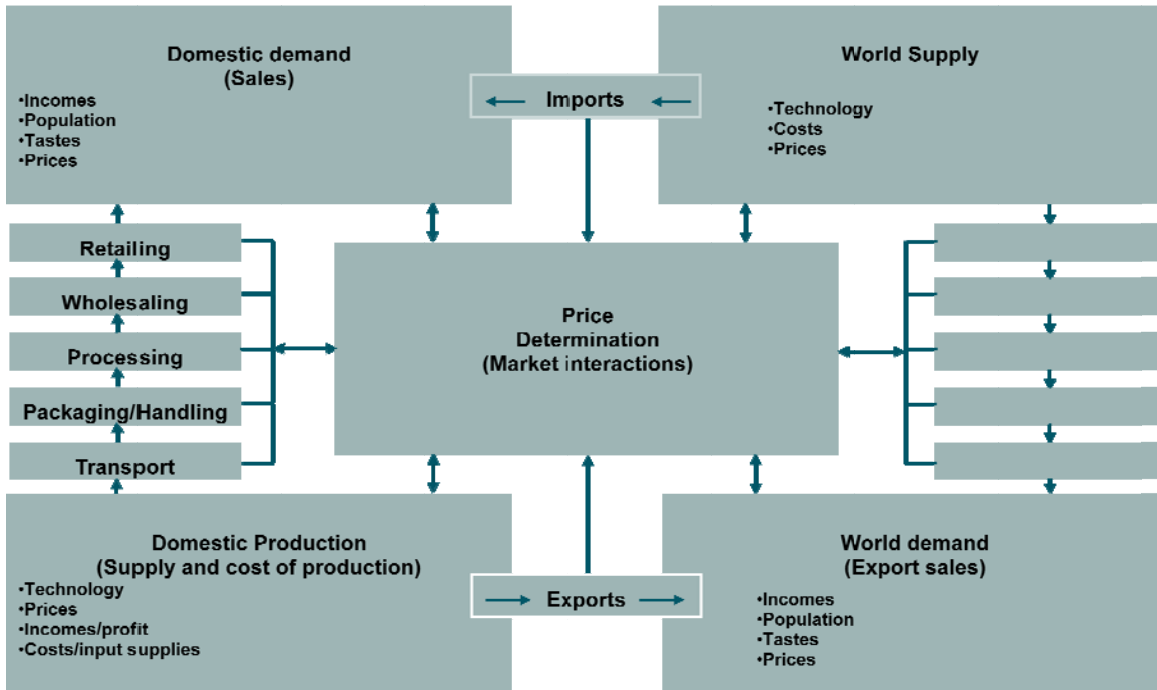 Domestic demand
(Sales)
•Incomes
•Population
•Tastes
•Prices
Imports
World Supply
•Technology
•Costs
•Prices
Retailing
Wholesaling
Processing
Packaging/Handling
Transport
Price
Determination
(Market interactions)
Domestic Production
(Supply and cost of production)
•Technology
•Prices
•Incomes/profit
•Costs/input supplies
Exports
World demand
(Export sales)
•Incomes
•Population
•Tastes
•Prices